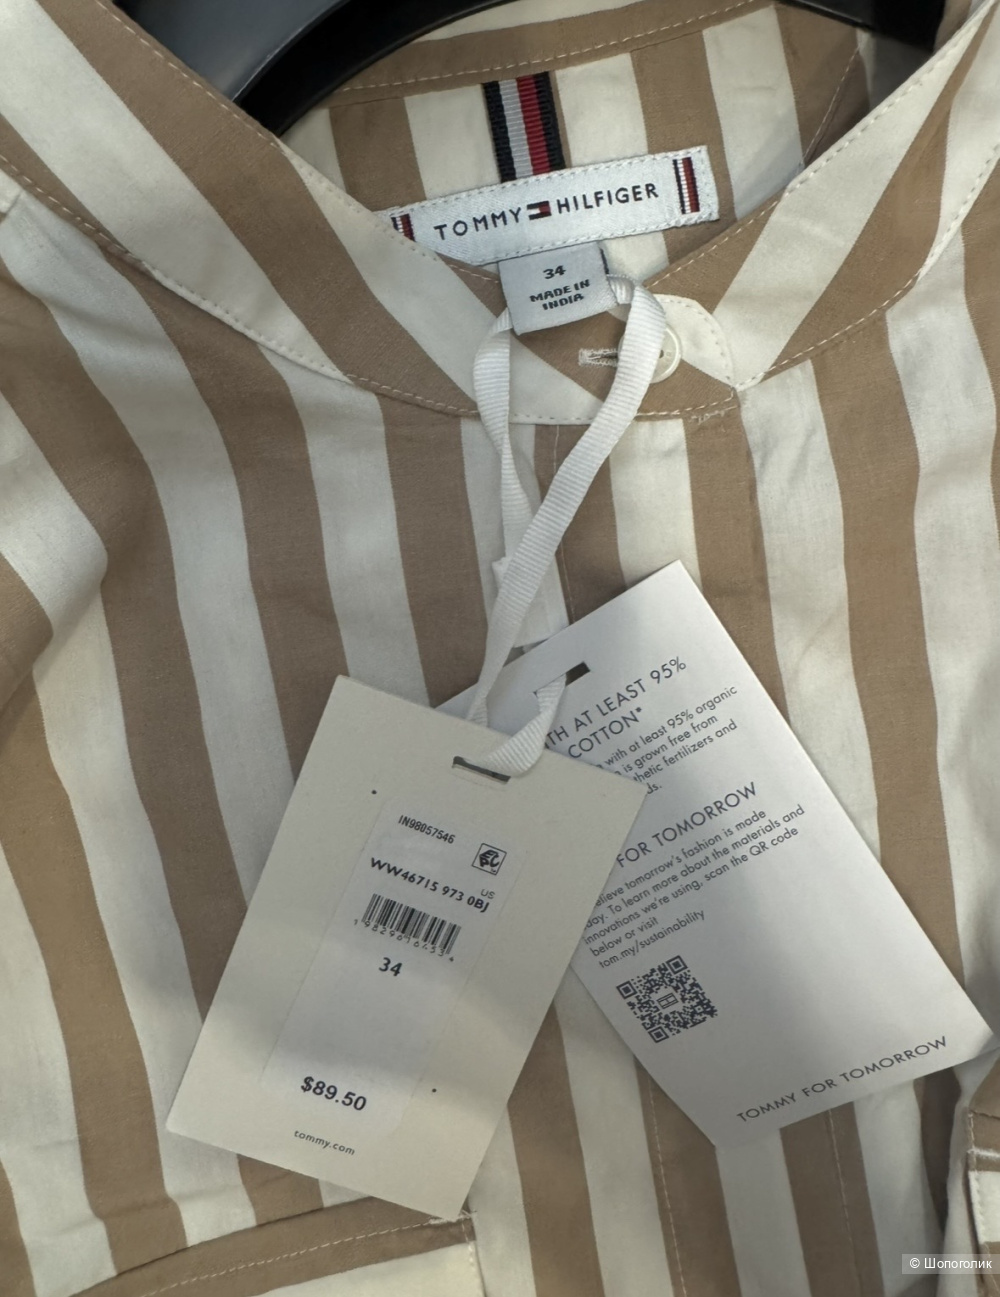 TOMMY HILFIGER
34
MADE IN
INDIA
TH AT LEAST 95%
COTTON*
with at least 95% organic
is grown free from
thetic fertilizers and
ds.
FOR TOMORROW
elieve tomorrow's fashion is made
day. To learn more about the materials and
innovations we're using, scan the QR code
below or visit
tom.my/sustainability
TOMMY FOR TOMORROW
IN98057546
US
WW46715 973 0BJ
34
$89.50
tommy.com
© Шопоголик